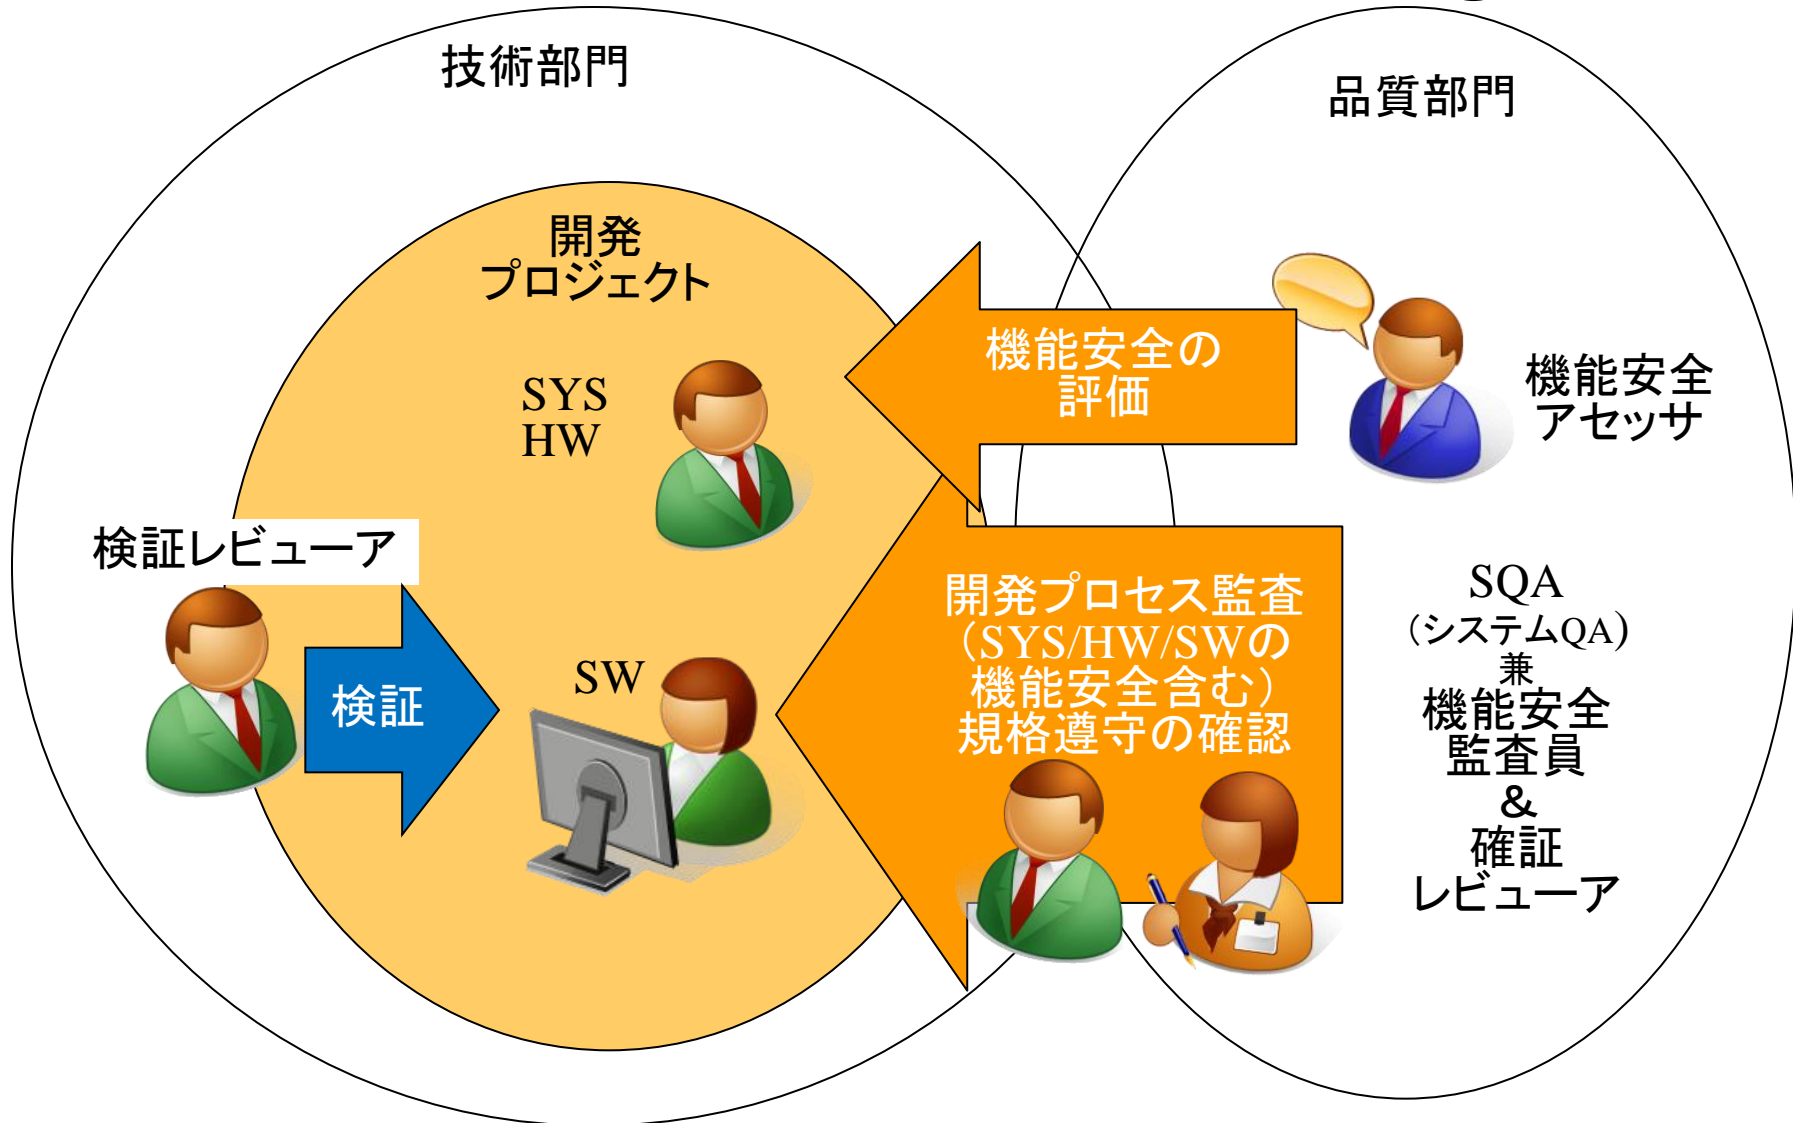 技術部門
品質部門
開発
プロジェクト
SYS
HW
機能安全の
評価
機能安全
アセッサ
検証レビューア
検証
SW
開発プロセス監査
（SYS/HW/SWの
機能安全含む）
規格遵守の確認
SQA
（システムQA)
兼
機能安全
監査員
＆
確証
レビューア